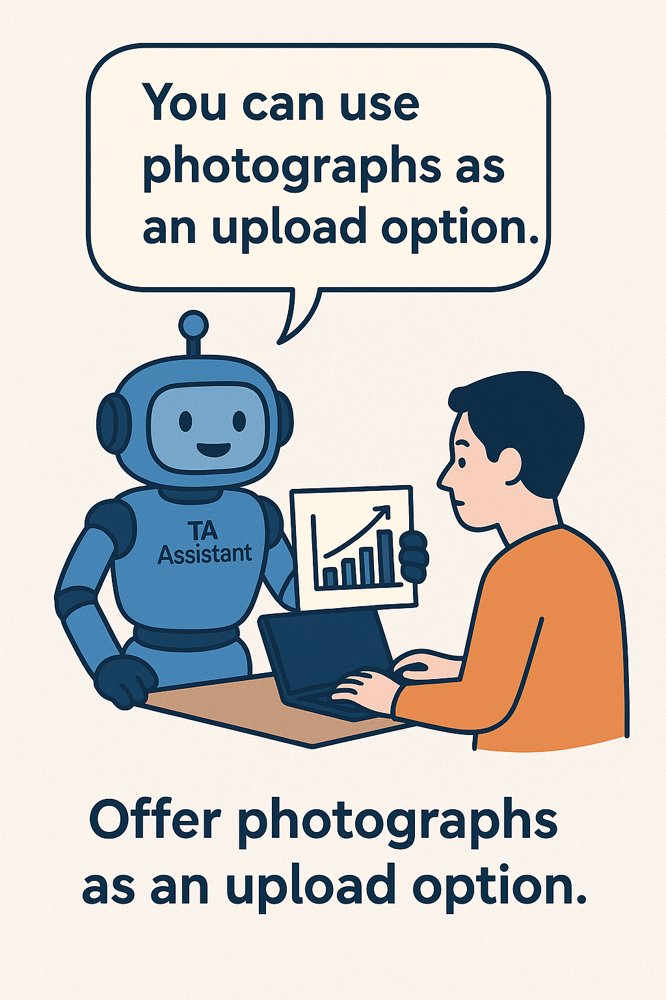 You can use
photographs as
an upload option.
TA
Assistant
Offer photographs
as an upload option.